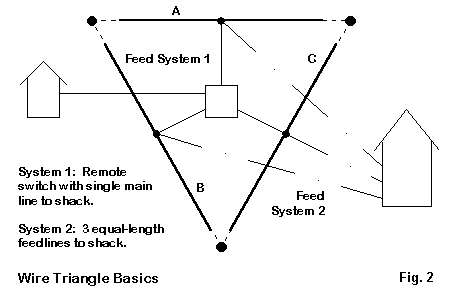 A
Feed System 1
C
System 1: Remote
switch with single main
line to shack.
B
Feed
System 2
System 2: 3 equal-length
feedlines to shack.
Wire Triangle Basics
Fig. 2